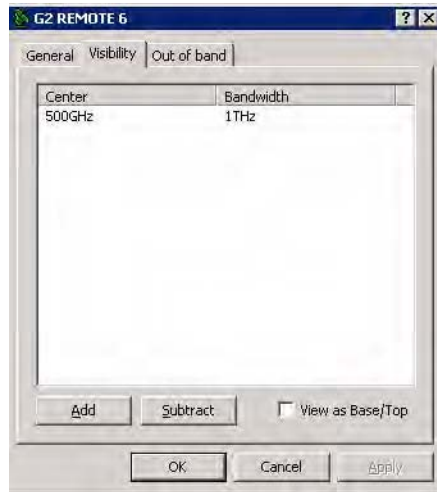 G2 REMOTE 6
General Visibility Out of band
Center Bandwidth
500GHz 1THz
Add Subtract View as Base/Top
OK Cancel Apply